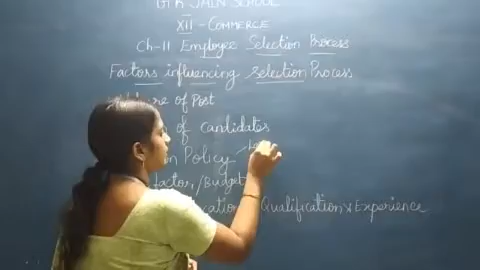 JAIN SCHOOL
XII - COMMERCE
Ch-11 Employee Selection Process
Factors influencing Selection Process
of Post
of candidates
Policy
factor/Budget
Qualification & Experience